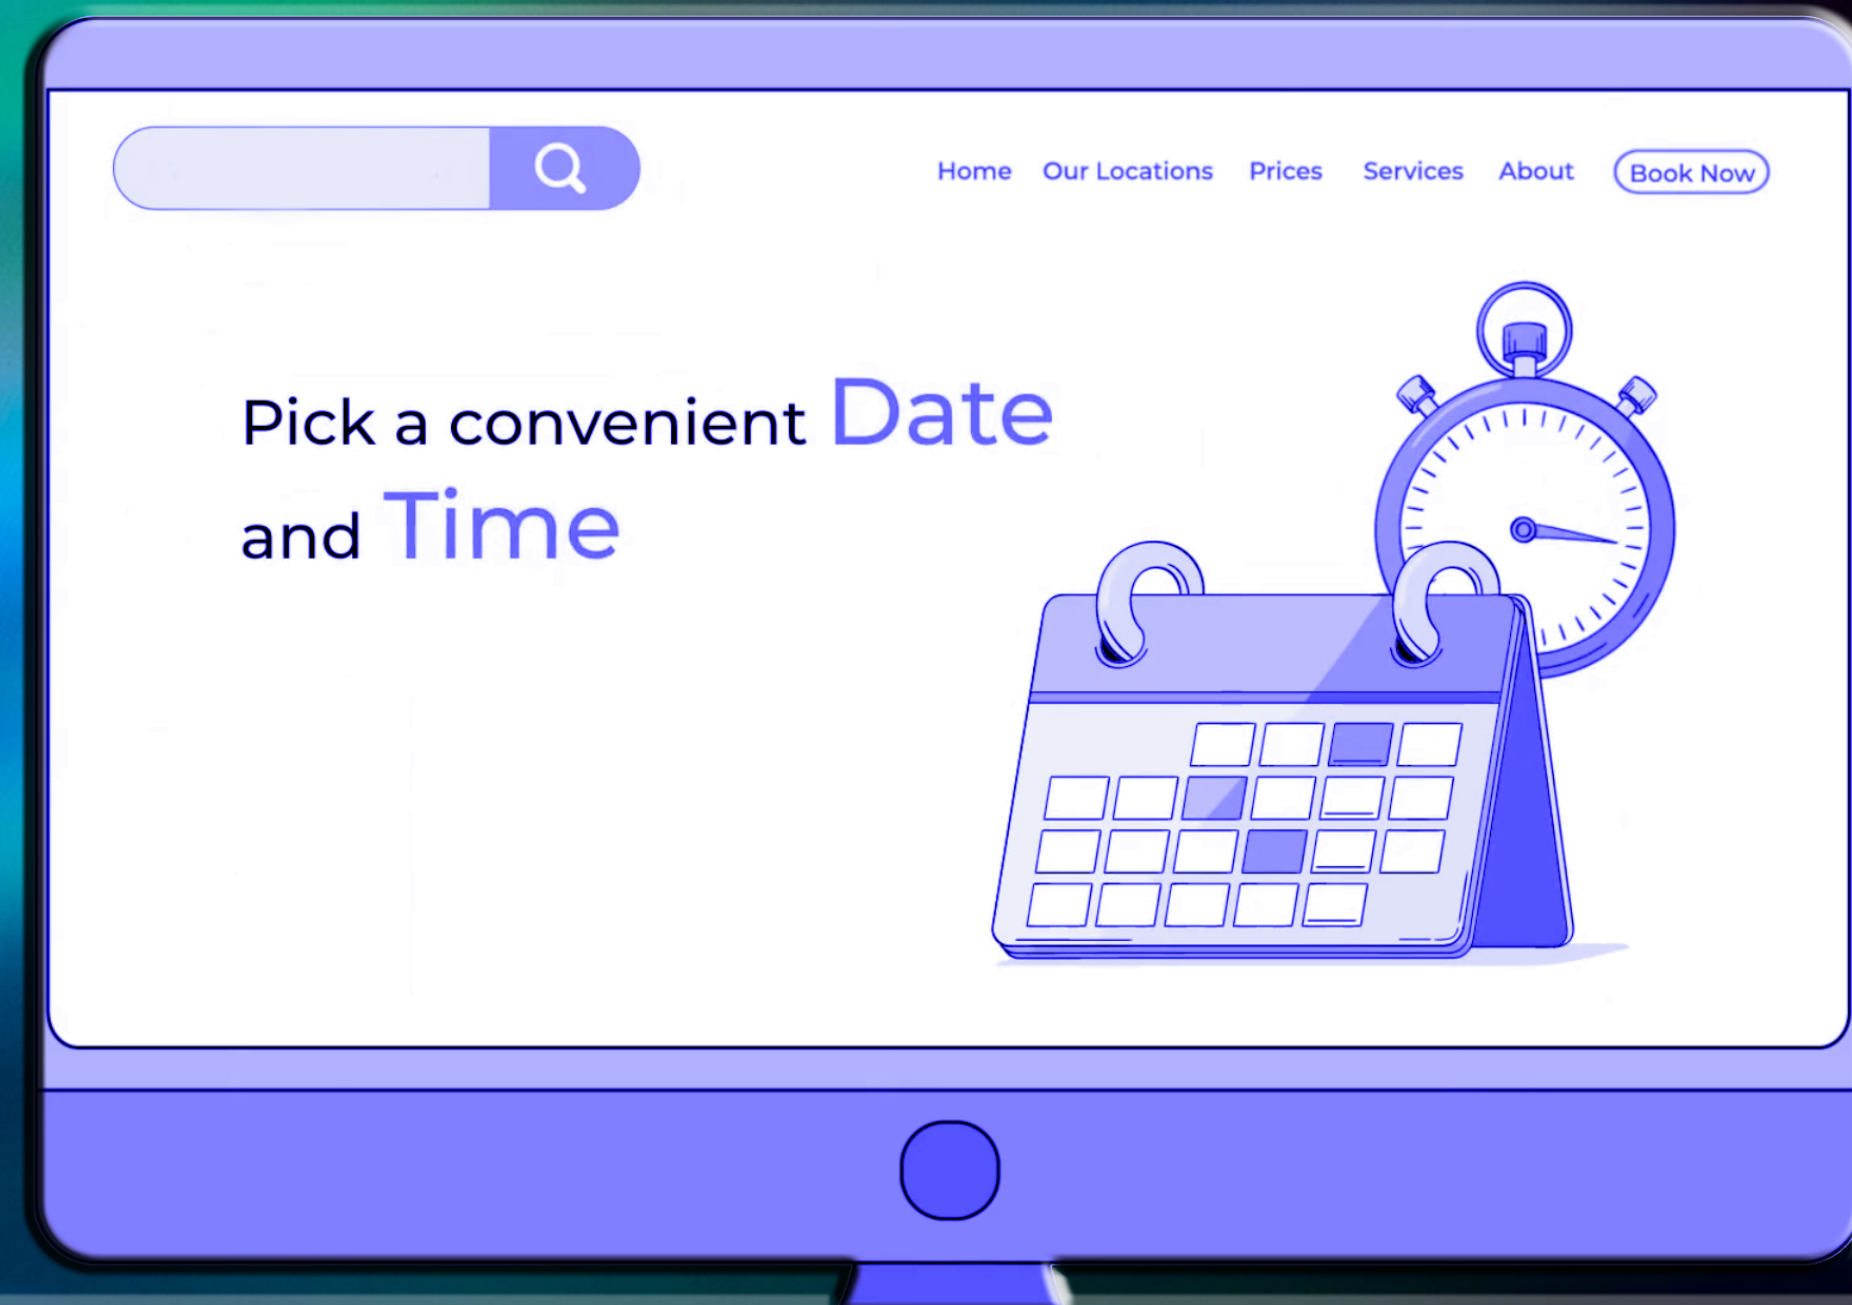 Home Our Locations Prices Services About Book Now
Pick a convenient Date
and Time